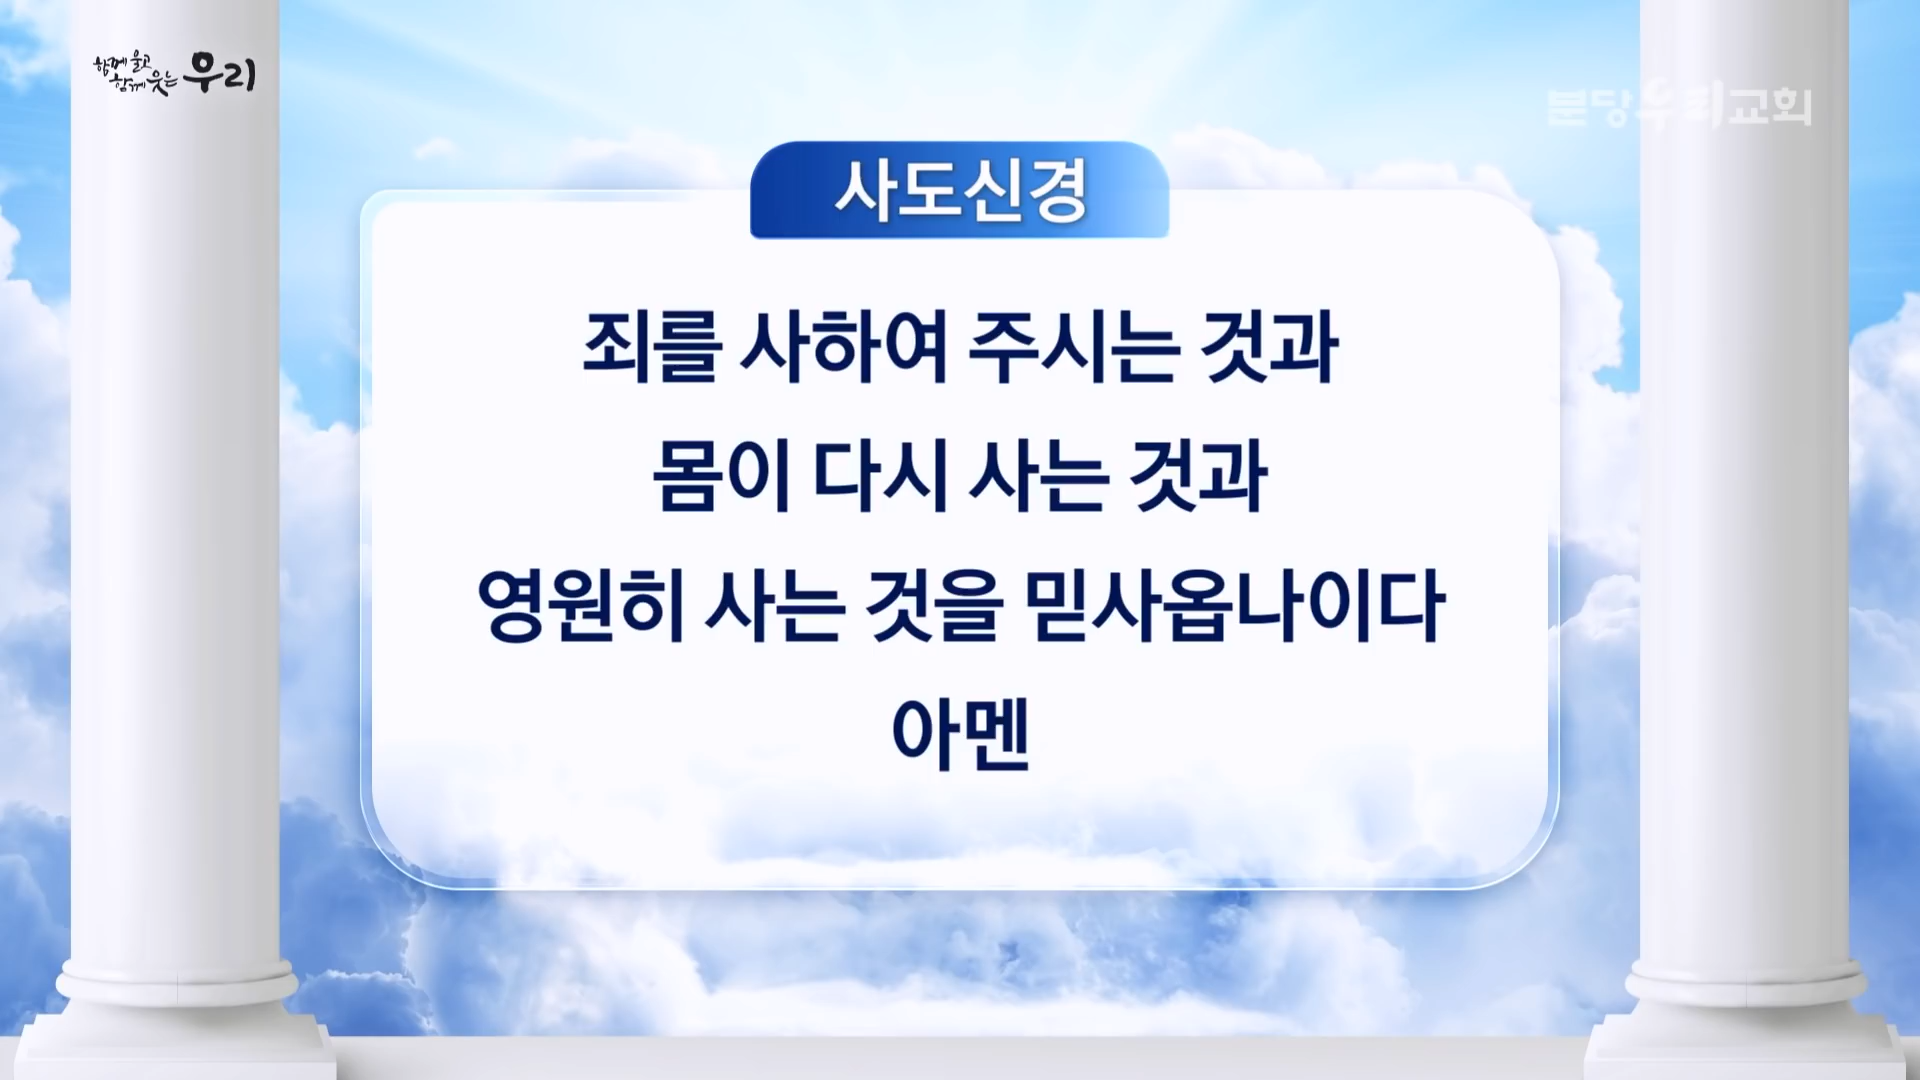 함께 울고
함께 웃는 우리
분당우리교회
사도신경
죄를 사하여 주시는 것과
몸이 다시 사는 것과
영원히 사는 것을 믿사옵나이다
아멘